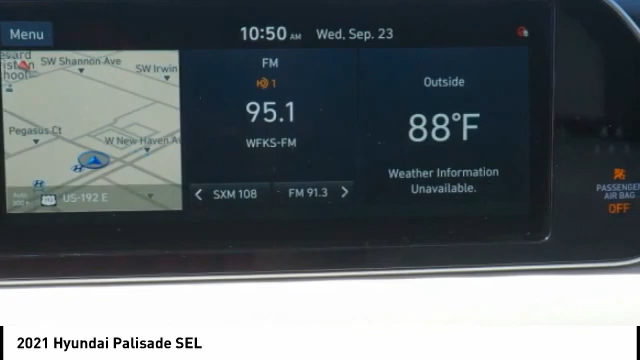 Menu
10:50 AM Wed, Sep. 23
SW Shannon Ave
SW Irwin
Pegasus Ct
W New Haven Av
US-192 E
FM
1
95.1
WFKS-FM
SXM 108
FM 91.3
Outside
88°F
Weather Information
Unavailable.
PASSENGER
AIR BAG
OFF
2021 Hyundai Palisade SEL